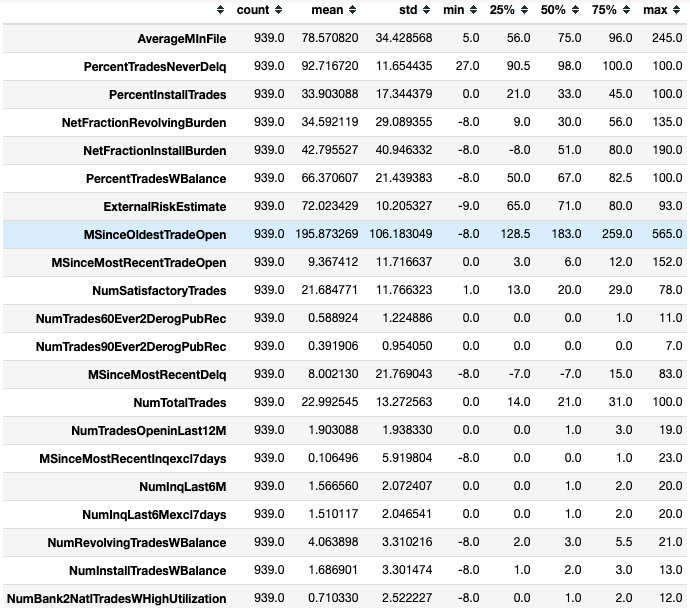 count mean std min 25% 50% 75% max
AverageMInFile 939.0 78.570820 34.428568 5.0 56.0 75.0 96.0 245.0
PercentTradesNeverDelq 939.0 92.716720 11.654435 27.0 90.5 98.0 100.0 100.0
PercentInstallTrades 939.0 33.903088 17.344379 0.0 21.0 33.0 45.0 100.0
NetFractionRevolvingBurden 939.0 34.592119 29.089355 -8.0 9.0 30.0 56.0 135.0
NetFractionInstallBurden 939.0 42.795527 40.946332 -8.0 -8.0 51.0 80.0 190.0
PercentTradesWBalance 939.0 66.370607 21.439383 -8.0 50.0 67.0 82.5 100.0
ExternalRiskEstimate 939.0 72.023429 10.205327 -9.0 65.0 71.0 80.0 93.0
MSinceOldestTradeOpen 939.0 195.873269 106.183049 -8.0 128.5 183.0 259.0 565.0
MSinceMostRecentTradeOpen 939.0 9.367412 11.716637 0.0 3.0 6.0 12.0 152.0
NumSatisfactoryTrades 939.0 21.684771 11.766323 1.0 13.0 20.0 29.0 78.0
NumTrades60Ever2DerogPubRec 939.0 0.588924 1.224886 0.0 0.0 0.0 1.0 11.0
NumTrades90Ever2DerogPubRec 939.0 0.391906 0.954050 0.0 0.0 0.0 0.0 7.0
MSinceMostRecentDelq 939.0 8.002130 21.769043 -8.0 -7.0 -7.0 15.0 83.0
NumTotalTrades 939.0 22.992545 13.272563 0.0 14.0 21.0 31.0 100.0
NumTradesOpeninLast12M 939.0 1.903088 1.938330 0.0 0.0 1.0 3.0 19.0
MSinceMostRecentInqexcl7days 939.0 0.106496 5.919804 -8.0 0.0 0.0 1.0 23.0
NumInqLast6M 939.0 1.566560 2.072407 0.0 0.0 1.0 2.0 20.0
NumInqLast6Mexcl7days 939.0 1.510117 2.046541 0.0 0.0 1.0 2.0 20.0
NumRevolvingTradesWBalance 939.0 4.063898 3.310216 -8.0 2.0 3.0 5.5 21.0
NumInstallTradesWBalance 939.0 1.686901 3.301474 -8.0 1.0 2.0 3.0 13.0
NumBank2NatlTradesWHighUtilization 939.0 0.710330 2.522227 -8.0 0.0 1.0 2.0 12.0